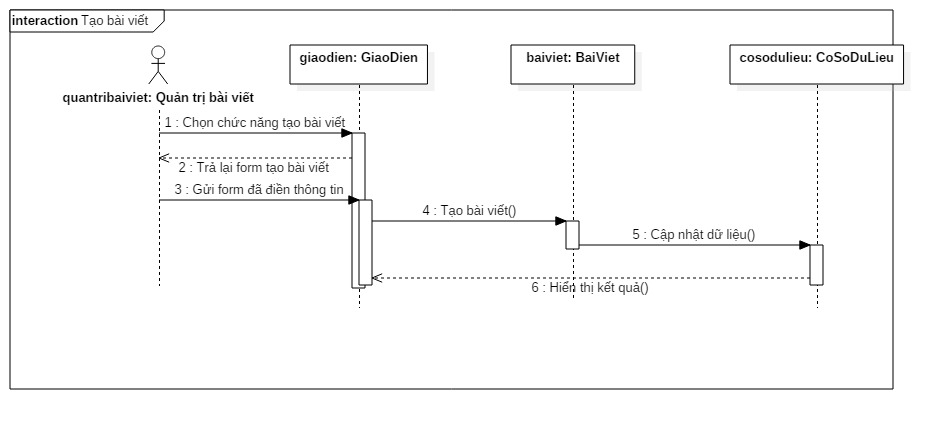 interaction Tạo bài viết
giaodien: GiaoDien
baiviet: BaiViet
cosodulieu: CoSoDuLieu
quantribaiviet: Quản trị bài viết
1 : Chọn chức năng tạo bài viết
2 : Trả lại form tạo bài viết
3 : Gửi form đã điền thông tin
4 : Tạo bài viết()
5 : Cập nhật dữ liệu()
6 : Hiển thị kết quả()